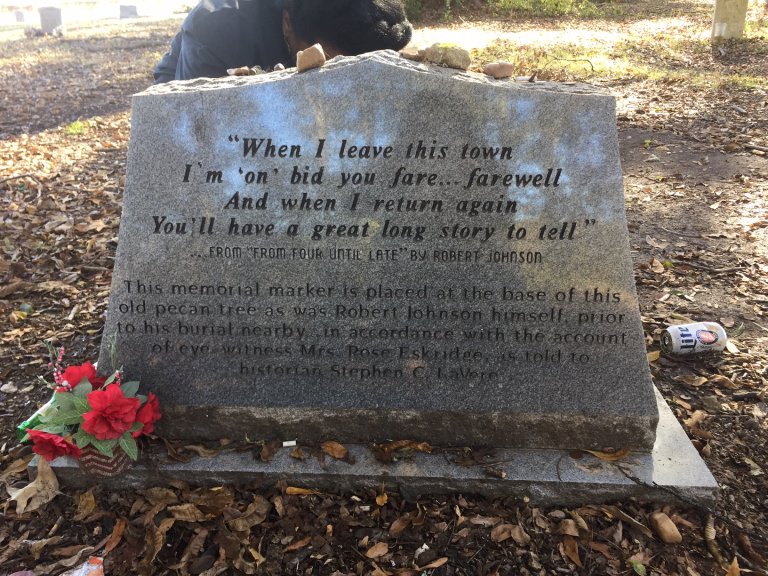 "When I leave this town
I'm 'on' bid you fare... farewell
And when I return again
You'll have a great long story to tell"
...FROM "FROM FOUR UNTIL LATE" BY ROBERT JOHNSON
This memorial marker is placed at the base of this
old pecan tree as was Robert Johnson himself, prior
to his burial nearby, in accordance with the account
of eye-witness Mrs. Rose Eskridge, as told to
historian Stephen C. LaVere
Lite